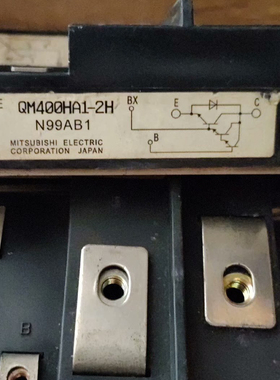 E
QM400HA1-2H
N99AB1
MITSUBISHI ELECTRIC
CORPORATION JAPAN
BX
E
C
B
B